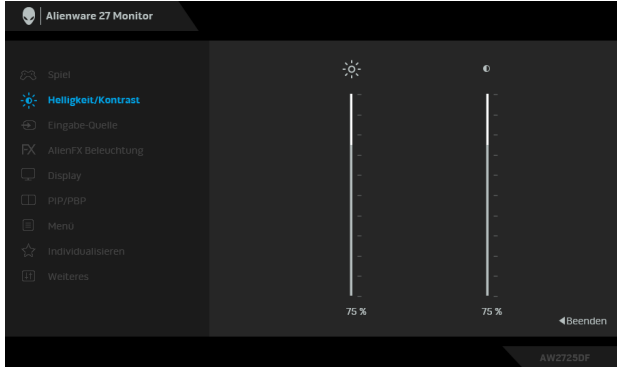 Alienware 27 Monitor
Spiel
Helligkeit/Kontrast
Eingabe-Quelle
FX AlienFX Beleuchtung
Display
PIP/PBP
Menü
Individualisieren
Weiteres
75 % 75 %
Beenden
AW2725DF